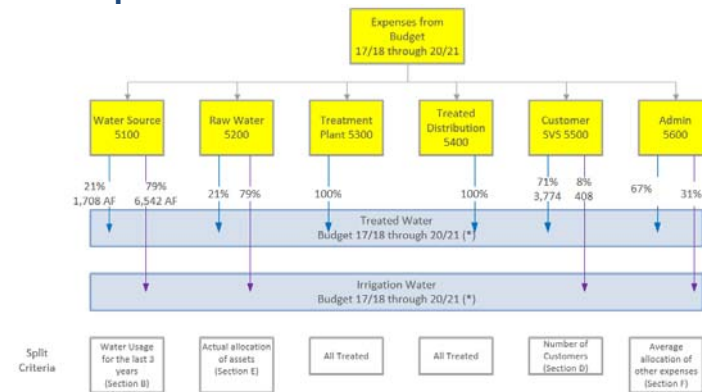 Expenses from
Budget
17/18 through 20/21
Water Source
5100
Raw Water
5200
Treatment
Plant 5300
Treated
Distribution
5400
Customer
SVS 5500
Admin
5600
21%
1,708 AF
79%
6,542 AF
21%
79%
100%
100%
71%
3,774
8%
408
67%
31%
Treated Water
Budget 17/18 through 20/21 (*)
Irrigation Water
Budget 17/18 through 20/21 (*)
Split
Criteria
Water Usage
for the last 3
years
(Section B)
Actual allocation
of assets
(Section E)
All Treated
All Treated
Number of
Customers
(Section D)
Average
allocation of
other expenses
(Section F)